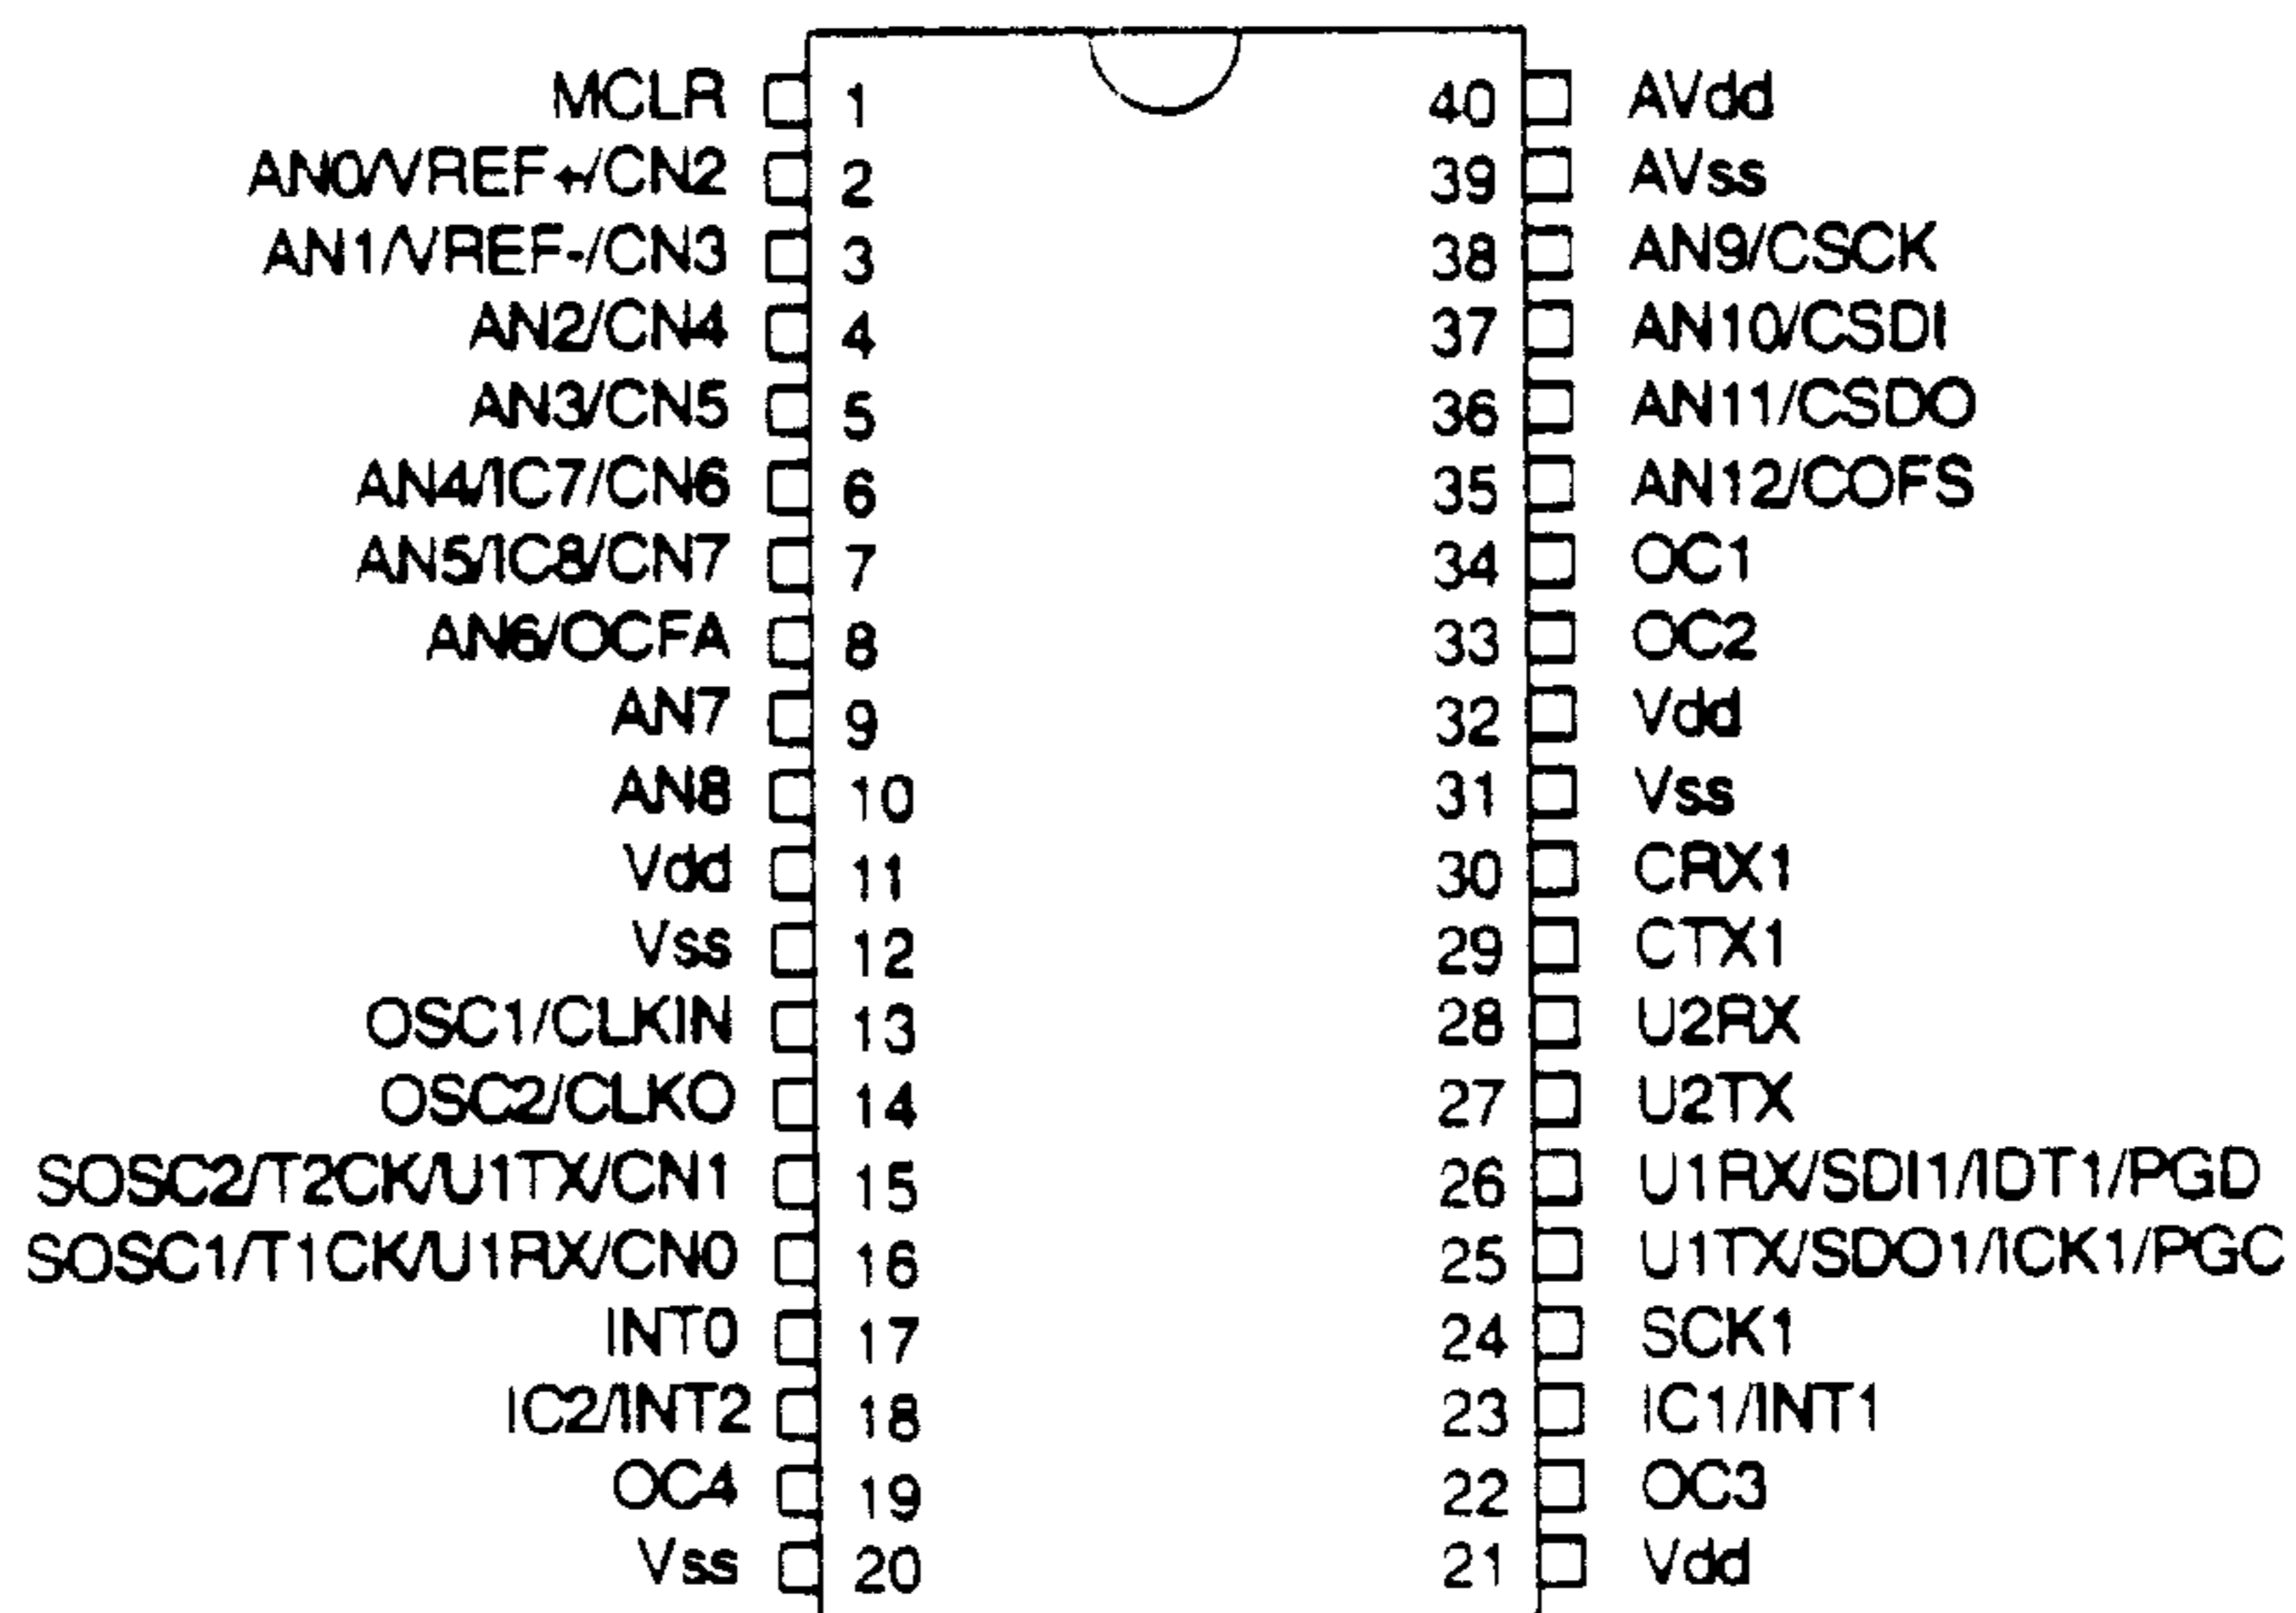 MCLR 1 40 AVdd
AN0/VREF+/CN2 2 39 AVss
AN1/VREF-/CN3 3 38 AN9/CSCK
AN2/CN4 4 37 AN10/CSDI
AN3/CN5 5 36 AN11/CSDO
AN4/IC7/CN6 6 35 AN12/COFS
AN5/IC8/CN7 7 34 OC1
AN6/OCFA 8 33 OC2
AN7 9 32 Vdd
AN8 10 31 Vss
Vdd 11 30 CRX1
Vss 12 29 CTX1
OSC1/CLKIN 13 28 U2RX
OSC2/CLKO 14 27 U2TX
SOSC2/T2CK/U1TX/CN1 15 26 U1RX/SDI1/IDT1/PGD
SOSC1/T1CK/U1RX/CN0 16 25 U1TX/SDO1/ICK1/PGC
INT0 17 24 SCK1
IC2/INT2 18 23 IC1/INT1
OC4 19 22 OC3
Vss 20 21 Vdd